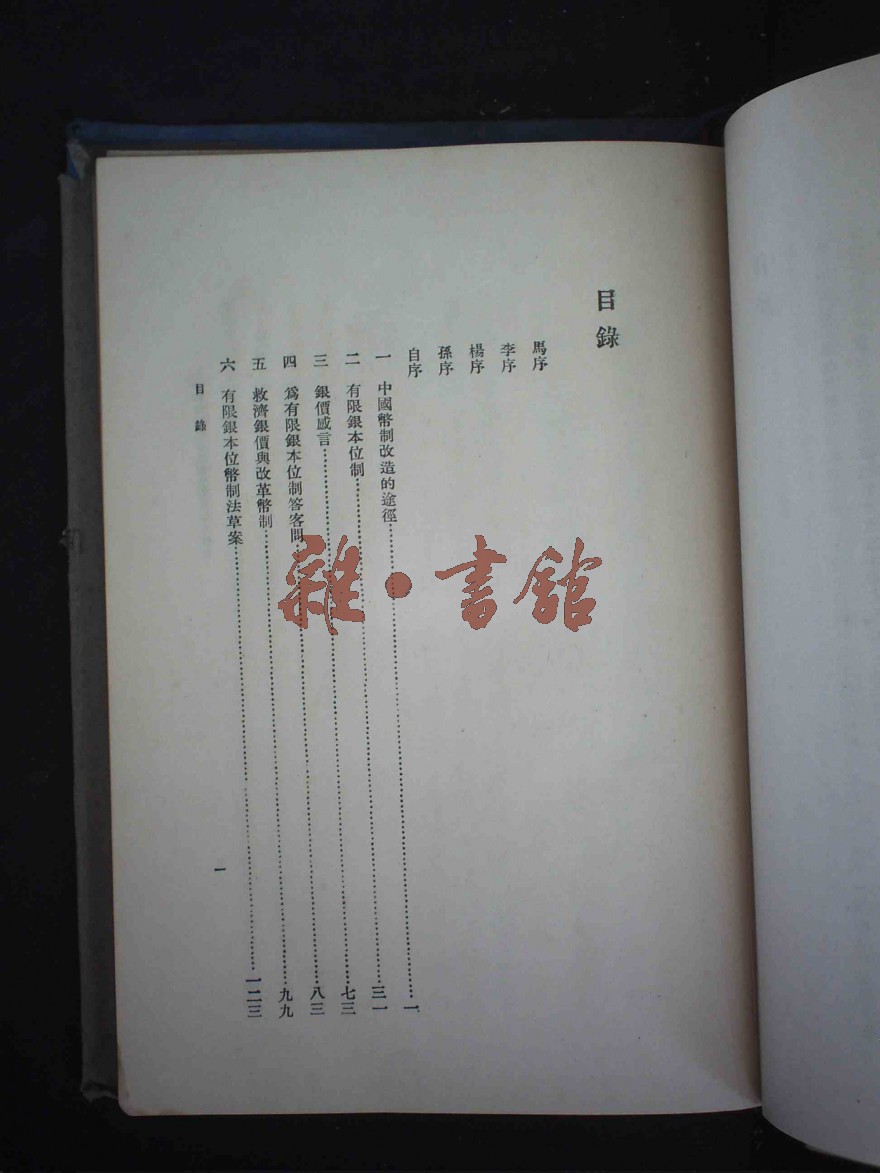 目錄
馬序
李序
楊序
孫序
自序
一 中國幣制改造的途徑……………………一
二 有限銀本位制……………………三一
三 銀價感言……………………七三
四 爲有限銀本位制答客問……………………八三
五 救濟銀價與改革幣制……………………九九
六 有限銀本位幣制法草案……………………一二三
目錄
一
雜·書館